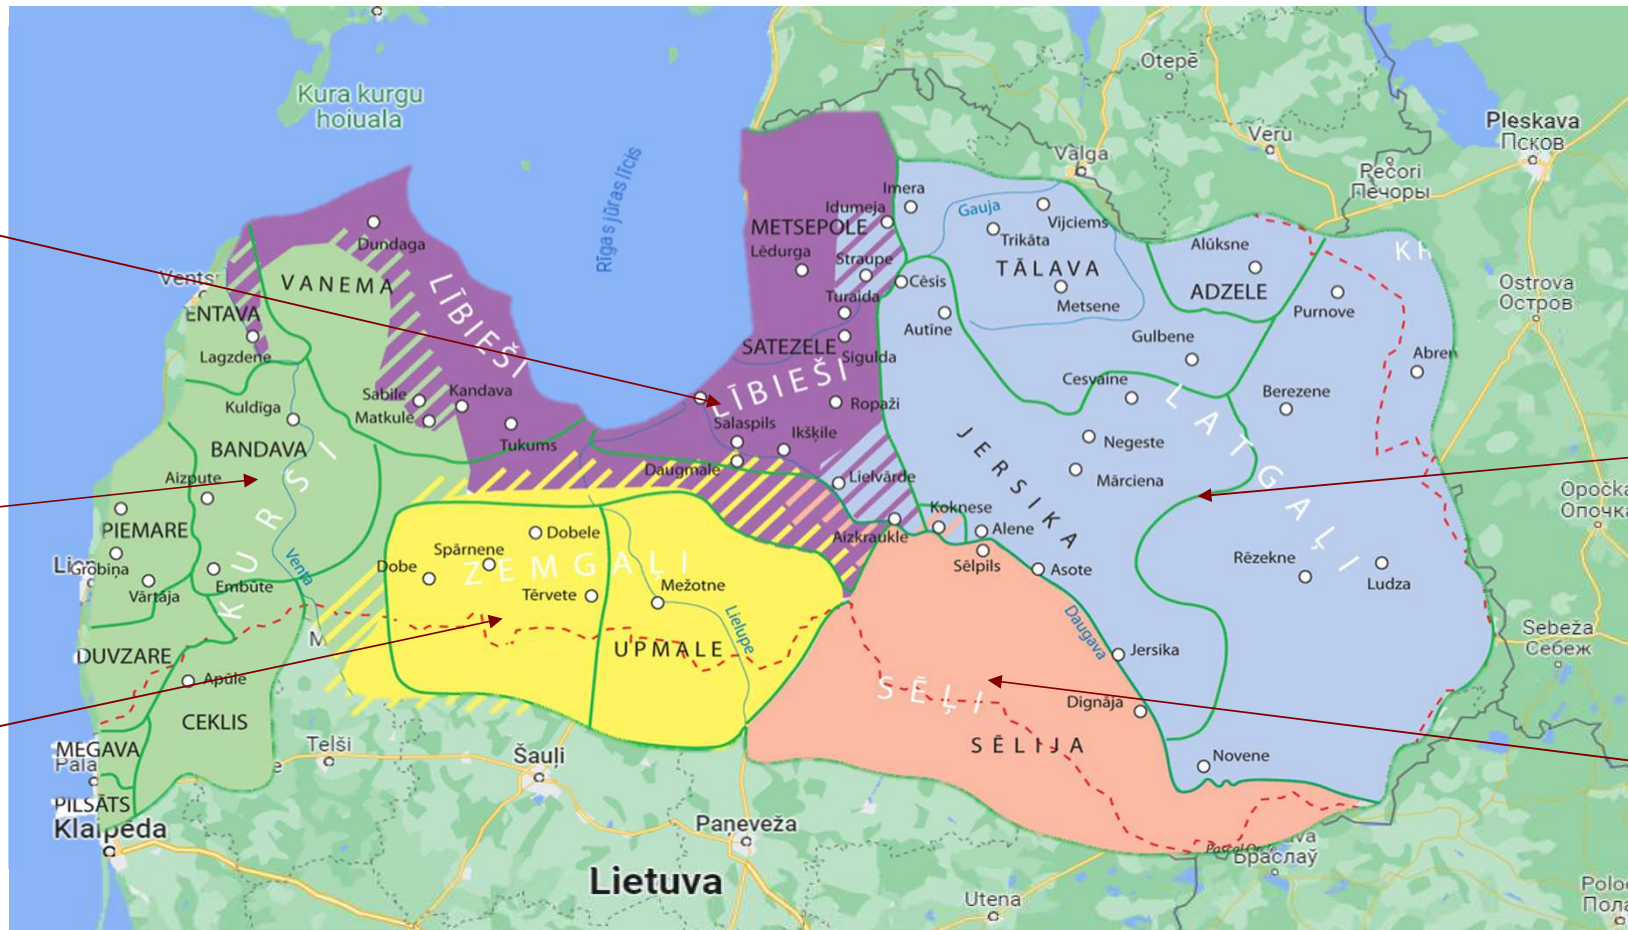 Kura kurgu
hoiuala
Rīgas jūras līcis
Otepē
Veru
Valga
Pleskava
Псков
Pečori
Печоры
Ostrova
Остров
Opočka
Опочка
Sebeža
Себеж
Imera
Idumeja
METSEPOLE
Lēdurga
Straupe
Turaida
SATEZELE
Sigulda
LĪBIEŠI
Ropaži
Salaspils
Ikšķile
Daugmale
Lielvārde
Aizkraukle
Gauja
Vijciems
Trikāta
TĀLAVA
Cēsis
Metsene
Autīne
Alūksne
ADZELE
Purnove
Gulbene
Abren
Cesvaine
Berezene
LATGAĻI
JERSIKA
Negeste
Mārciena
Koknese
Alene
Sēlpils
Asote
Rēzekne
Ludza
Daugava
Jersika
Dignāja
Novene
SĒĻI
SĒLIJA
Dundaga
VANEMA
LĪBIEŠI
Vents
ENTAVA
Lagzdene
Sabile
Kandava
Matkule
Tukums
Kuldīga
BANDAVA
Aizpute
KURSI
PIEMARE
Grobiņa
Vārtāja
Embūte
Venta
DUVZARE
Apūle
CEKLIS
MEGAVA
PILSĀTS
Klaipēda
Dobele
Spārnene
Dobe
ZEMGAĻI
Tērvete
Mežotne
Lielupe
UPMALE
Telši
Šauļi
Paneveža
Lietuva
Utena
Браслаў